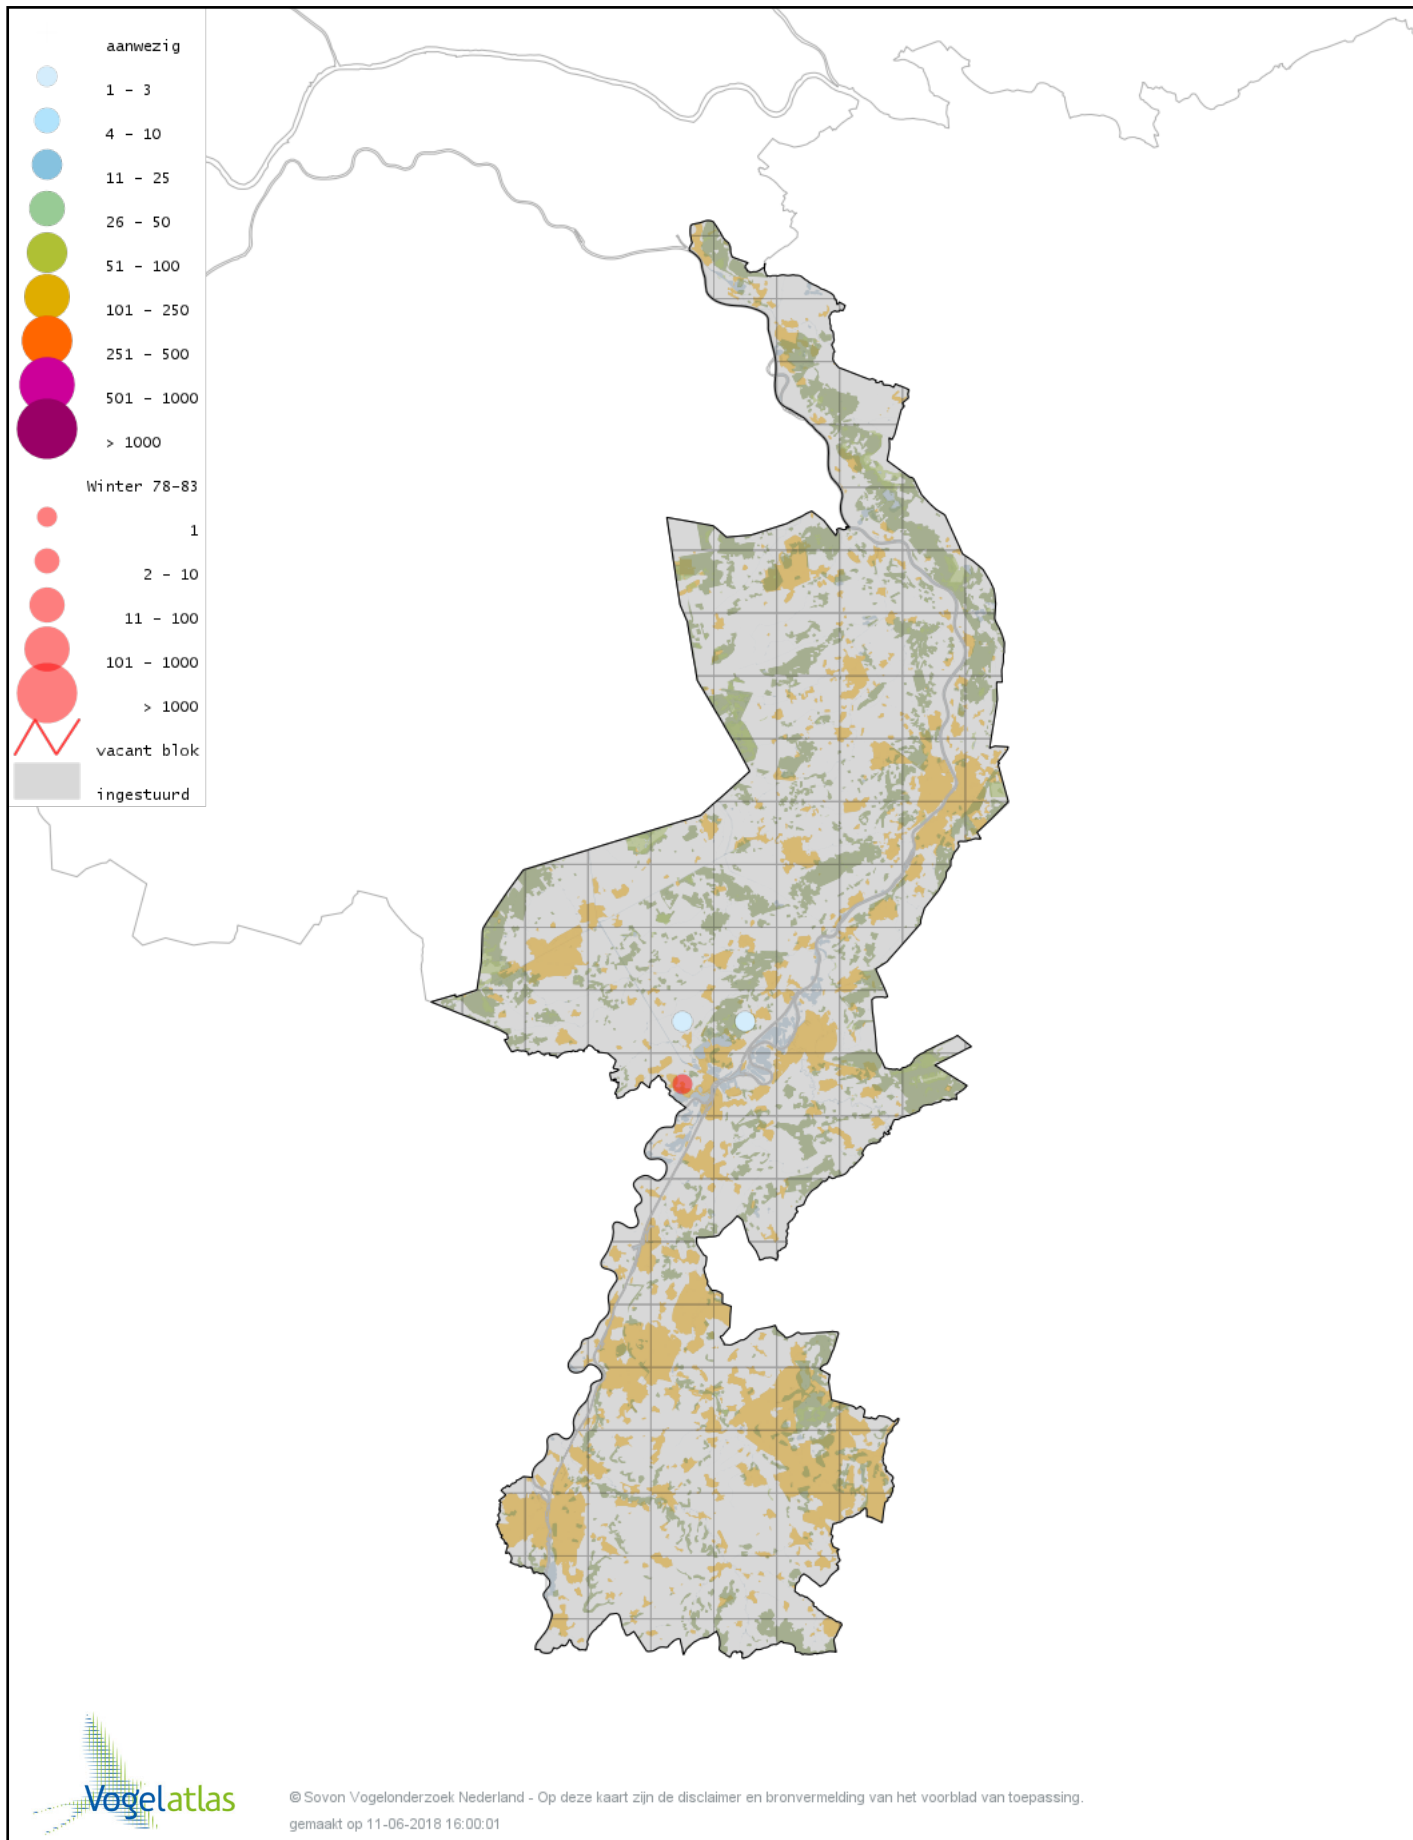 aanwezig
1 – 3
4 – 10
11 – 25
26 – 50
51 – 100
101 – 250
251 – 500
501 – 1000
> 1000
Winter 78-83
1
2 – 10
11 – 100
101 – 1000
> 1000
vacant blok
ingestuurd
Vogelatlas
© Sovon Vogelonderzoek Nederland - Op deze kaart zijn de disclaimer en bronvermelding van het voorblad van toepassing.
gemaakt op 11-06-2018 16:00:01